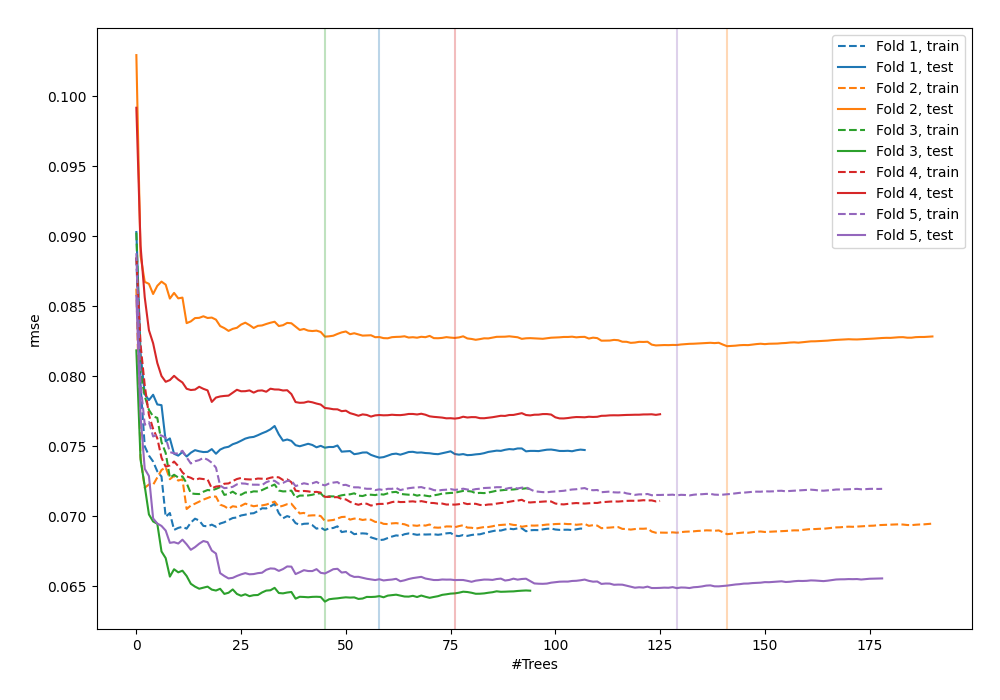 Fold 1, train
Fold 1, test
Fold 2, train
Fold 2, test
Fold 3, train
Fold 3, test
Fold 4, train
Fold 4, test
Fold 5, train
Fold 5, test
0.100
0.095
0.090
0.085
0.080
0.075
0.070
0.065
rmse
0 25 50 75 100 125 150 175
#Trees